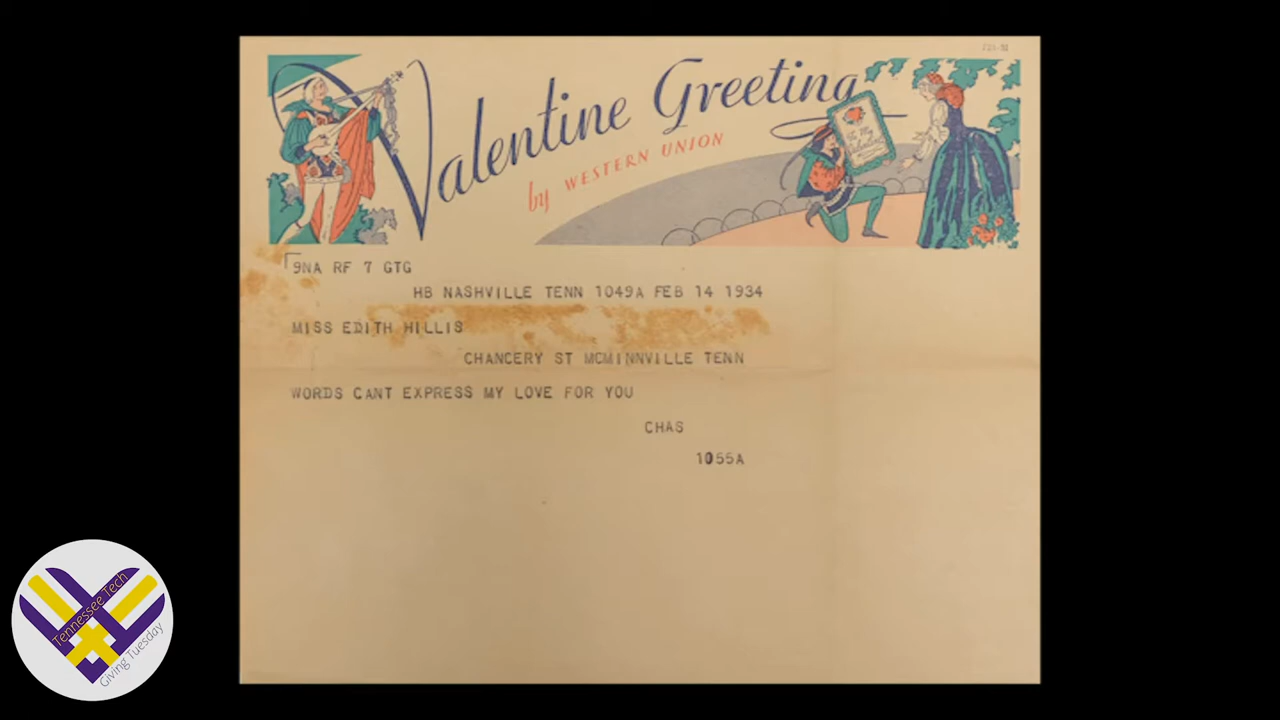 Valentine Greeting
by WESTERN UNION
To My
Valentine
9NA RF 7 GTG
HB NASHVILLE TENN 1049A FEB 14 1934
MISS EDITH HILLIS
CHANCERY ST MCMINNVILLE TENN
WORDS CANT EXPRESS MY LOVE FOR YOU
CHAS
1055A
Tennessee Tech
Giving Tuesday